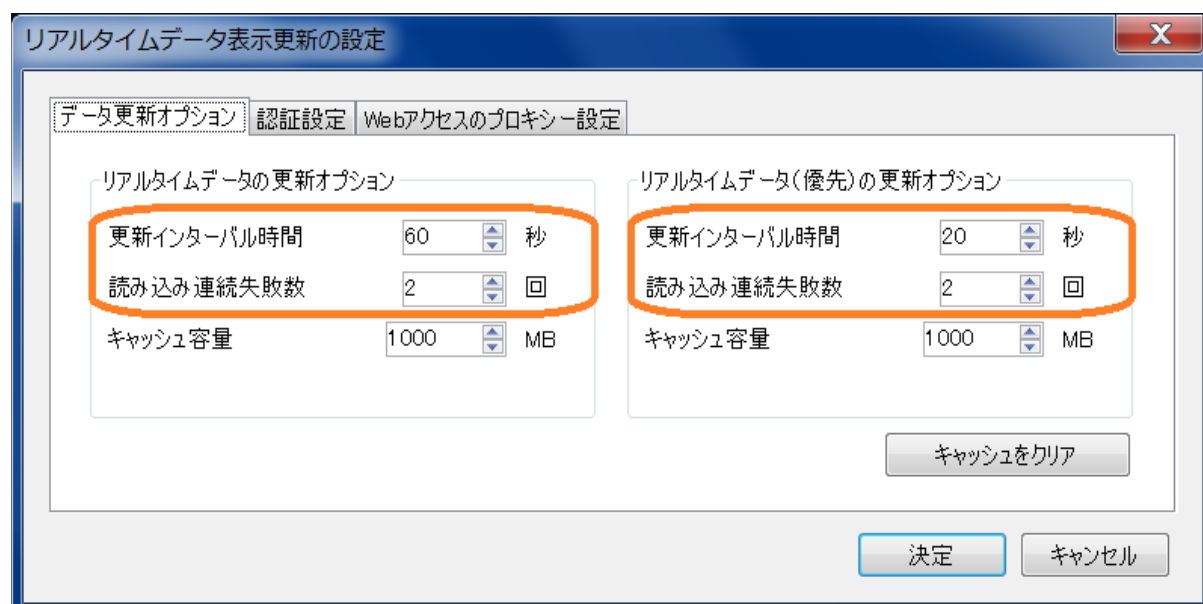 リアルタイムデータ表示更新の設定
データ更新オプション 認証設定 Webアクセスのプロキシー設定
リアルタイムデータの更新オプション
更新インターバル時間 60 秒
読み込み連続失敗数 2 回
キャッシュ容量 1000 MB
リアルタイムデータ(優先)の更新オプション
更新インターバル時間 20 秒
読み込み連続失敗数 2 回
キャッシュ容量 1000 MB
キャッシュをクリア
決定 キャンセル